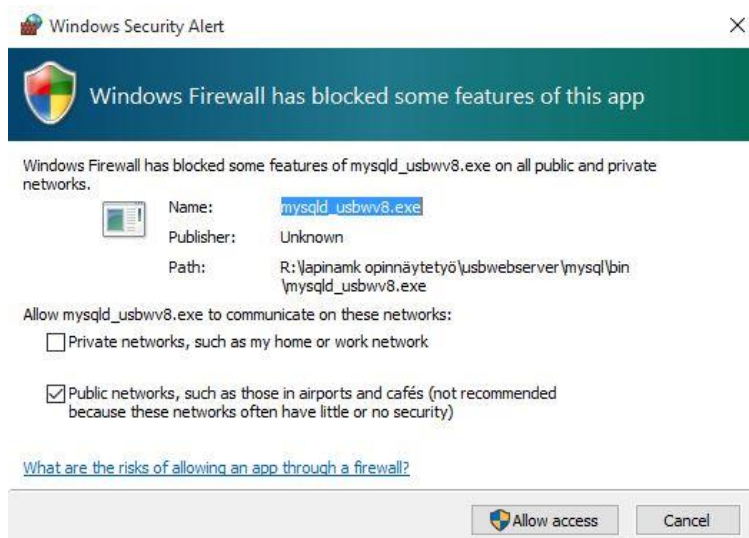 Windows Security Alert
Windows Firewall has blocked some features of this app
Windows Firewall has blocked some features of mysqld_usbwv8.exe on all public and private
networks.
Name: mysqld_usbwv8.exe
Publisher: Unknown
Path: R:\lapinamk opinnäytetyö\usbwebserver\mysql\bin
\mysqld_usbwv8.exe
Allow mysqld_usbwv8.exe to communicate on these networks:
Private networks, such as my home or work network
Public networks, such as those in airports and cafés (not recommended
because these networks often have little or no security)
What are the risks of allowing an app through a firewall?
Allow access Cancel